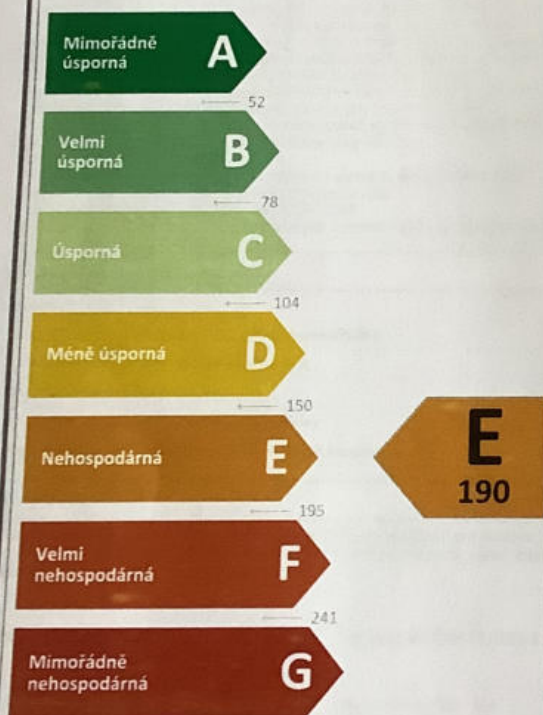 Mimořádně
úsporná
A
52
Velmi
úsporná
B
78
Úsporná
C
104
Méně úsporná
D
150
Nehospodárná
E
E
190
195
Velmi
nehospodárná
F
241
Mimořádně
nehospodárná
G